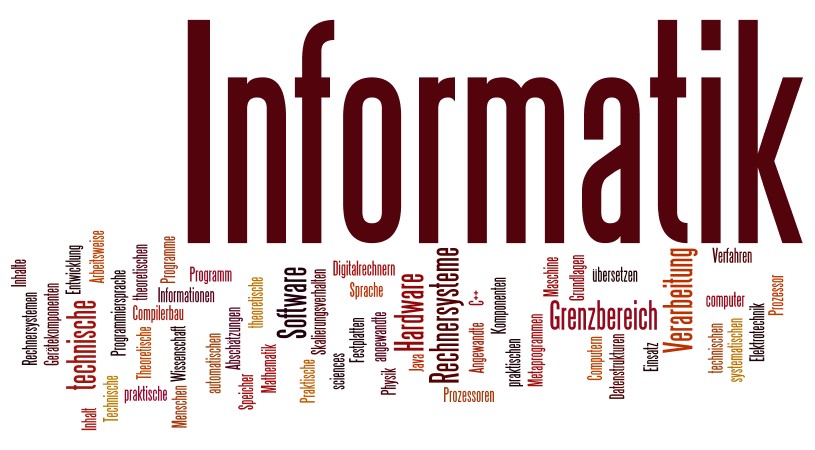 Informatik
Inhalte
Rechnersystemen
Gerätekomponenten
Entwicklung
technische
Inhalt
Arbeitsweise
Technische
Programmiersprache
theoretischen
Programme
Programm
Informationen
Compilerbau
Theoretische
Wissenschaft
praktische
Menschen
automatischen
Abschätzungen
theoretische
Speicher
Mathematik
Software
Skalierungsverhalten
Praktische
sciences
Digitalrechnern
Sprache
Festplatten
angewandte
Physik
Hardware
Java
Rechnersysteme
Prozessoren
Angewandte
C++
Komponenten
praktischen
Metaprogrammen
Maschine
Grundlagen
übersetzen
Grenzbereich
Computern
Datenstrukturen
Einsatz
Verarbeitung
Verfahren
computer
technischen
systematischen
Elektrotechnik
Prozessor